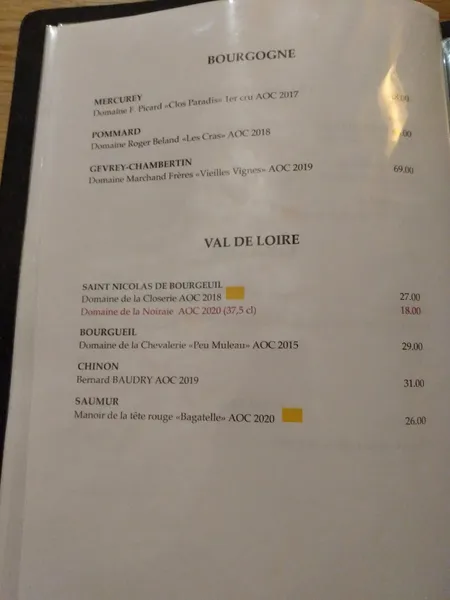 BOURGOGNE
MERCUREY
Domaine F. Picard «Clos Paradis» 1er cru AOC 2017
POMMARD
Domaine Roger Beland «Les Cras» AOC 2018
GEVREY-CHAMBERTIN
Domaine Marchand Frères «Vieilles Vignes» AOC 2019 69.00
VAL DE LOIRE
SAINT NICOLAS DE BOURGEUIL
Domaine de la Closerie AOC 2018 27.00
Domaine de la Noiraie AOC 2020 (37,5 cl) 18.00
BOURGUEIL
Domaine de la Chevalerie «Peu Muleau» AOC 2015 29.00
CHINON
Bernard BAUDRY AOC 2019 31.00
SAUMUR
Manoir de la tête rouge «Bagatelle» AOC 2020 26.00